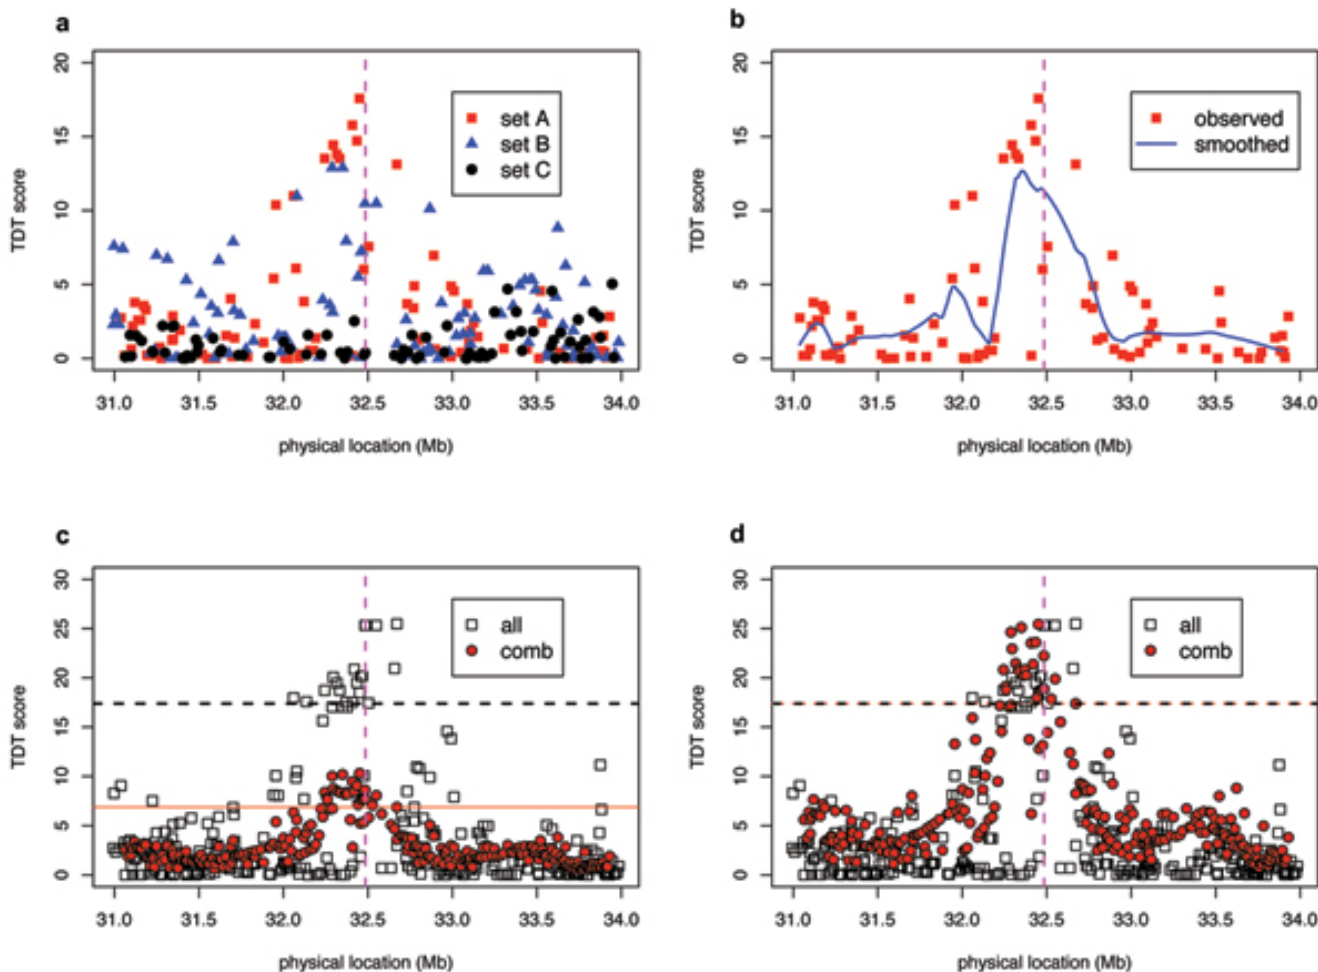 a
20
15
10
5
0
TDT score
set A
set B
set C
31.0 31.5 32.0 32.5 33.0 33.5 34.0
physical location (Mb)
b
20
15
10
5
0
TDT score
observed
smoothed
31.0 31.5 32.0 32.5 33.0 33.5 34.0
physical location (Mb)
c
30
25
20
15
10
5
0
TDT score
all
comb
31.0 31.5 32.0 32.5 33.0 33.5 34.0
physical location (Mb)
d
30
25
20
15
10
5
0
TDT score
all
comb
31.0 31.5 32.0 32.5 33.0 33.5 34.0
physical location (Mb)